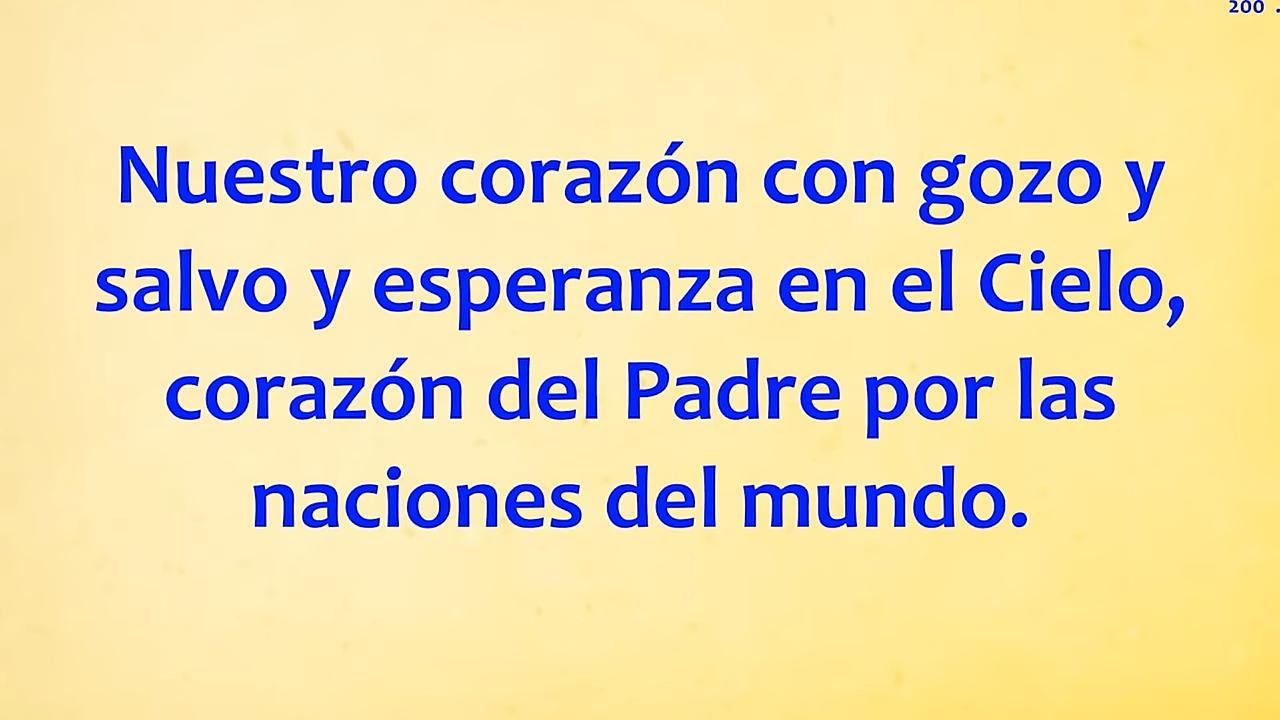 200 .
Nuestro corazón con gozo y
salvo y esperanza en el Cielo,
corazón del Padre por las
naciones del mundo.